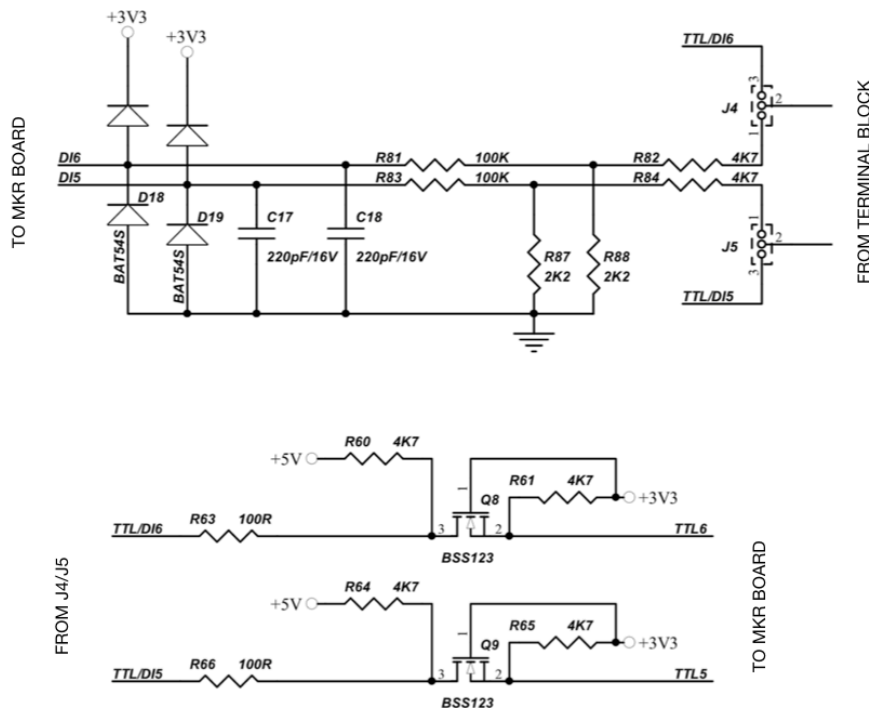 +3V3
+3V3
TTL/DI6
3
J4
2
1
TO MKR BOARD
FROM TERMINAL BLOCK
DI6
R81 100K
R82 4K7
DI5
R83 100K
R84 4K7
D18
BAT54S
D19
BAT54S
C17
220pF/16V
C18
220pF/16V
R87
2K2
R88
2K2
1
J5
2
3
TTL/DI5
R60 4K7
+5V
R61 4K7
+3V3
1
Q8
R63 100R
TTL/DI6
3
2
TTL6
BSS123
FROM J4/J5
TO MKR BOARD
R64 4K7
+5V
R65 4K7
+3V3
1
Q9
R66 100R
TTL/DI5
3
2
TTL5
BSS123